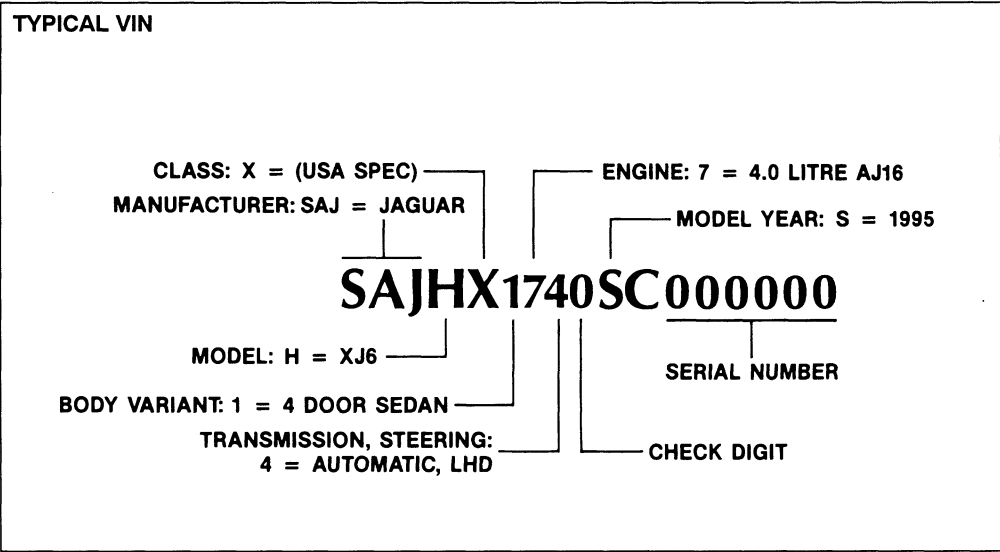 TYPICAL VIN
CLASS: X = (USA SPEC)
ENGINE: 7 = 4.0 LITRE AJ16
MANUFACTURER: SAJ = JAGUAR
MODEL YEAR: S = 1995
SAJHX1740SC000000
MODEL: H = XJ6
SERIAL NUMBER
BODY VARIANT: 1 = 4 DOOR SEDAN
TRANSMISSION, STEERING:
4 = AUTOMATIC, LHD
CHECK DIGIT